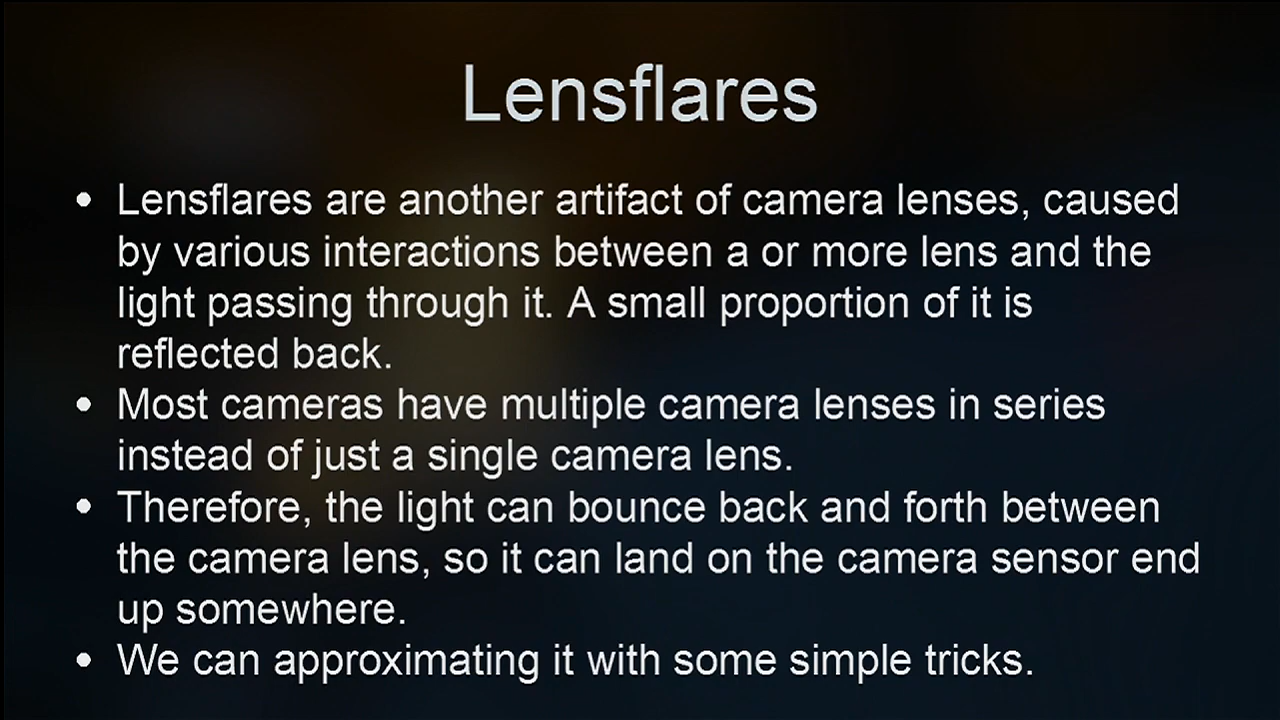 Lensflares
• Lensflares are another artifact of camera lenses, caused
by various interactions between a or more lens and the
light passing through it. A small proportion of it is
reflected back.
• Most cameras have multiple camera lenses in series
instead of just a single camera lens.
• Therefore, the light can bounce back and forth between
the camera lens, so it can land on the camera sensor end
up somewhere.
• We can approximating it with some simple tricks.